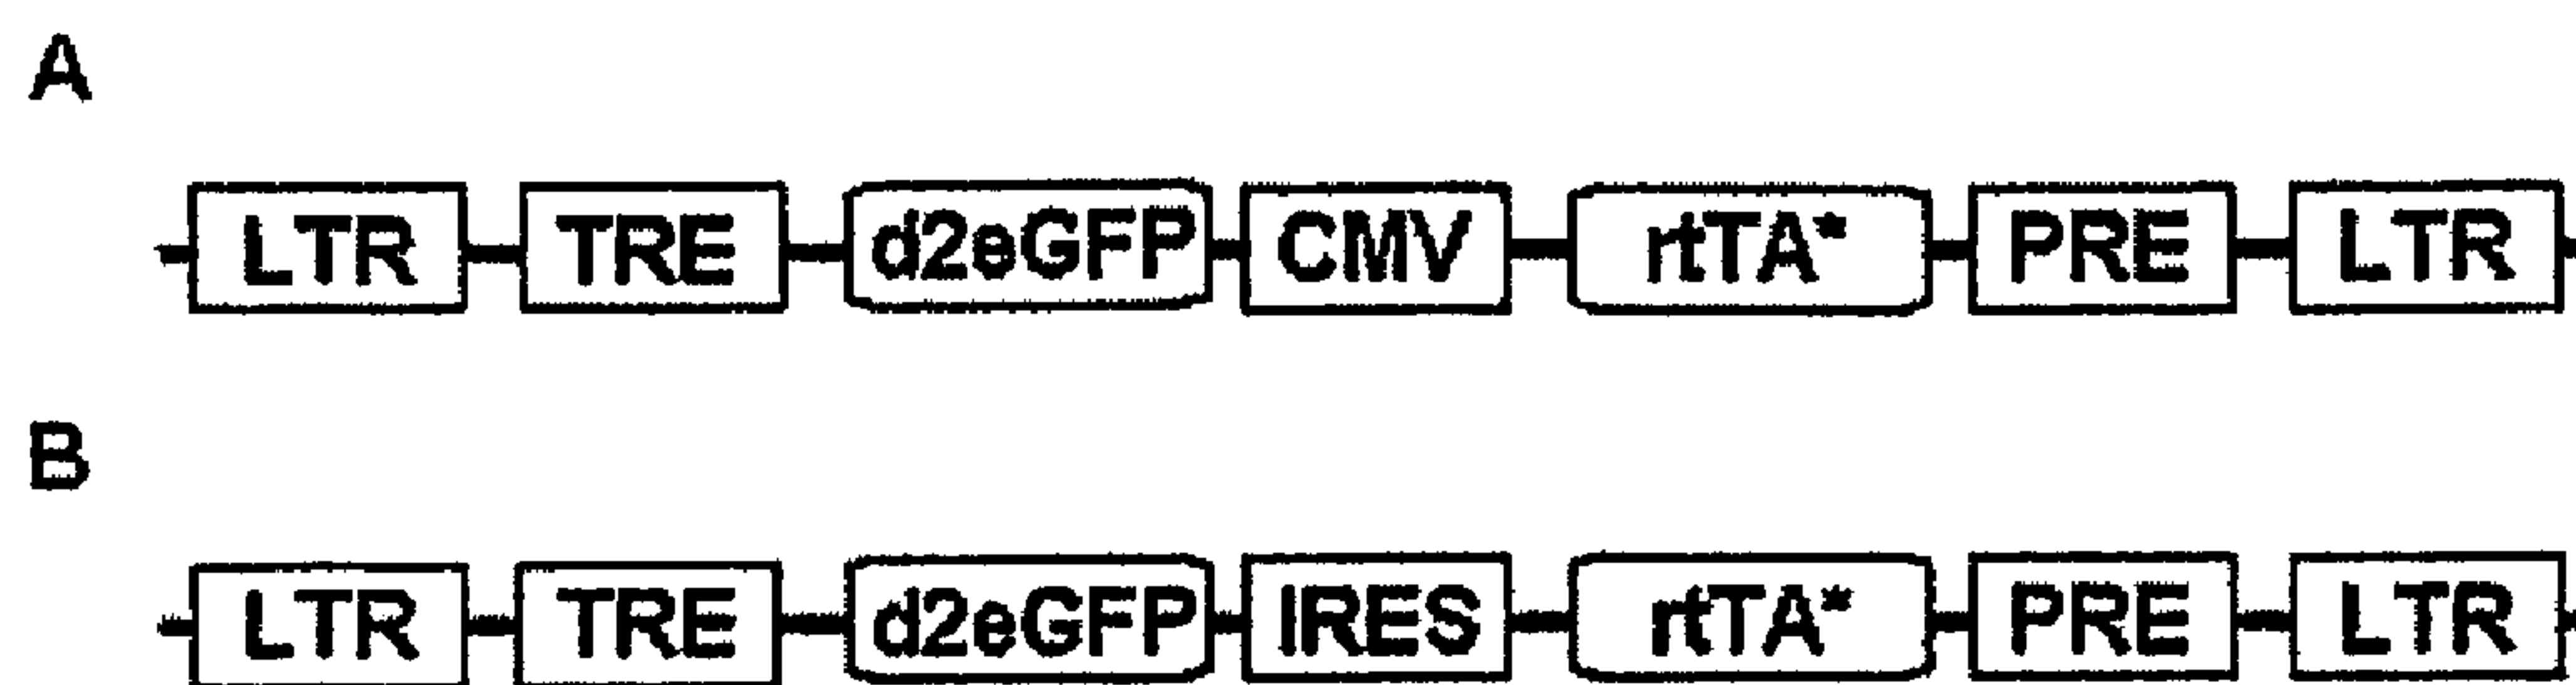 A
LTR TRE d2eGFP CMV rtTA* PRE LTR
B
LTR TRE d2eGFP IRES rtTA* PRE LTR